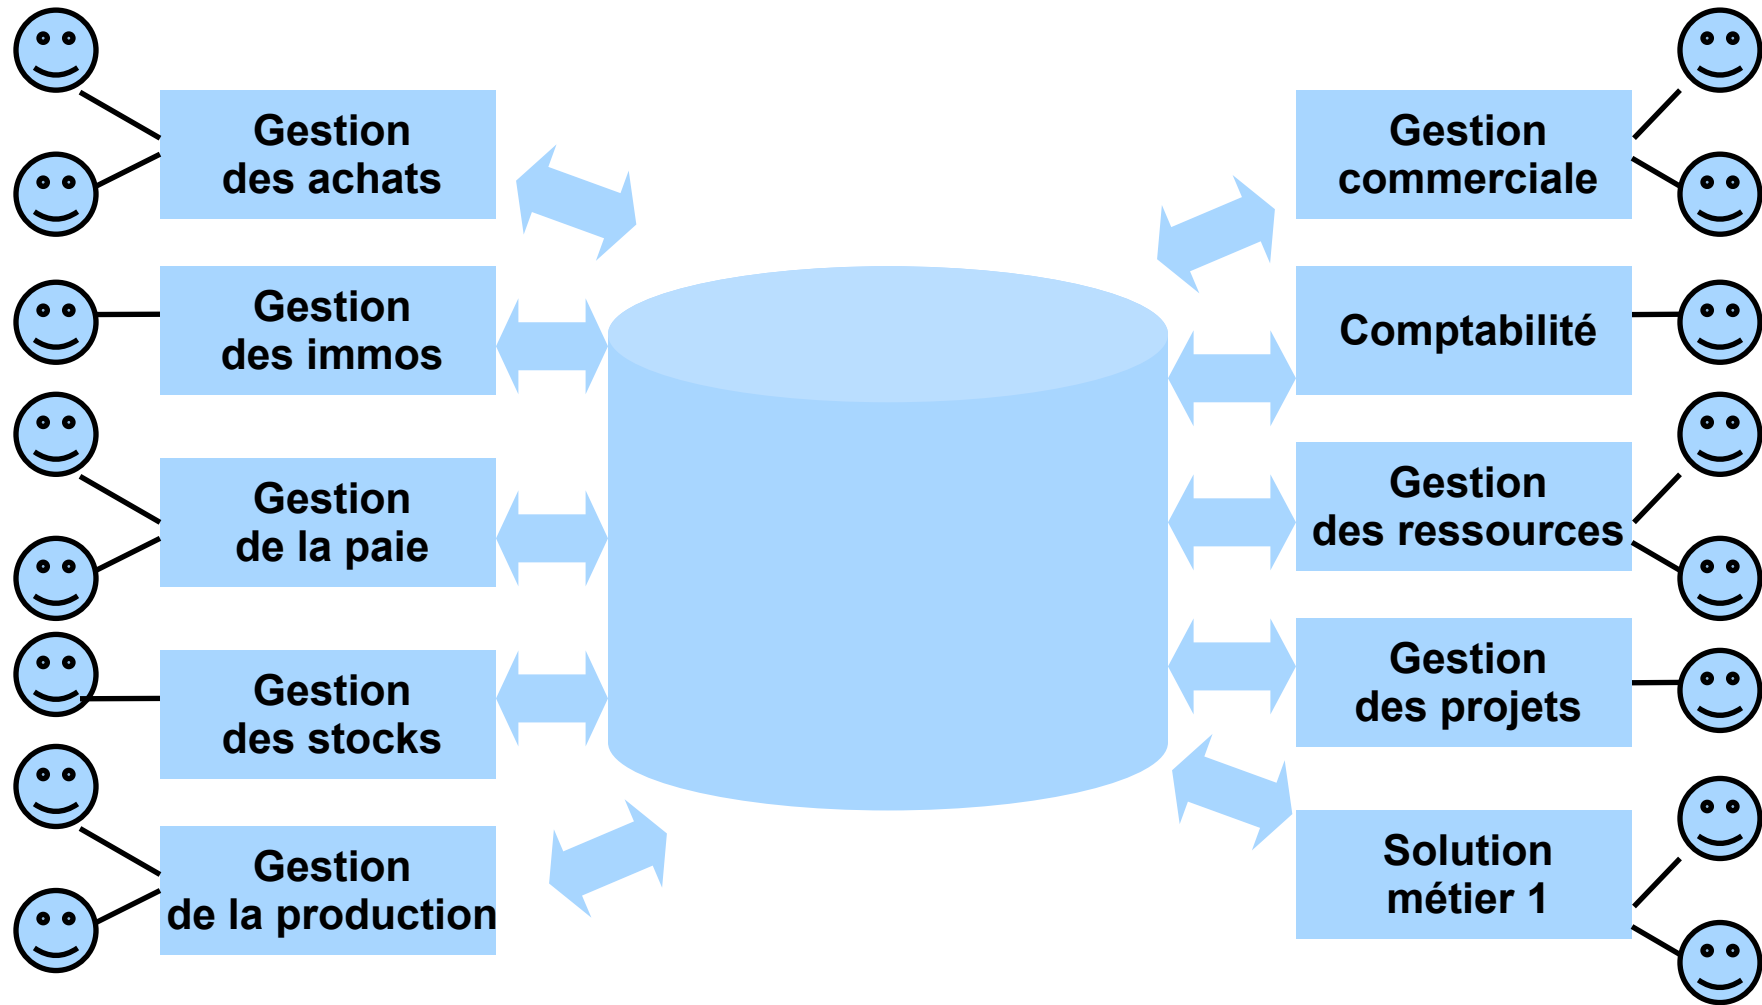 Gestion
des achats
Gestion
des immos
Gestion
de la paie
Gestion
des stocks
Gestion
de la production
Gestion
commerciale
Comptabilité
Gestion
des ressources
Gestion
des projets
Solution
métier 1